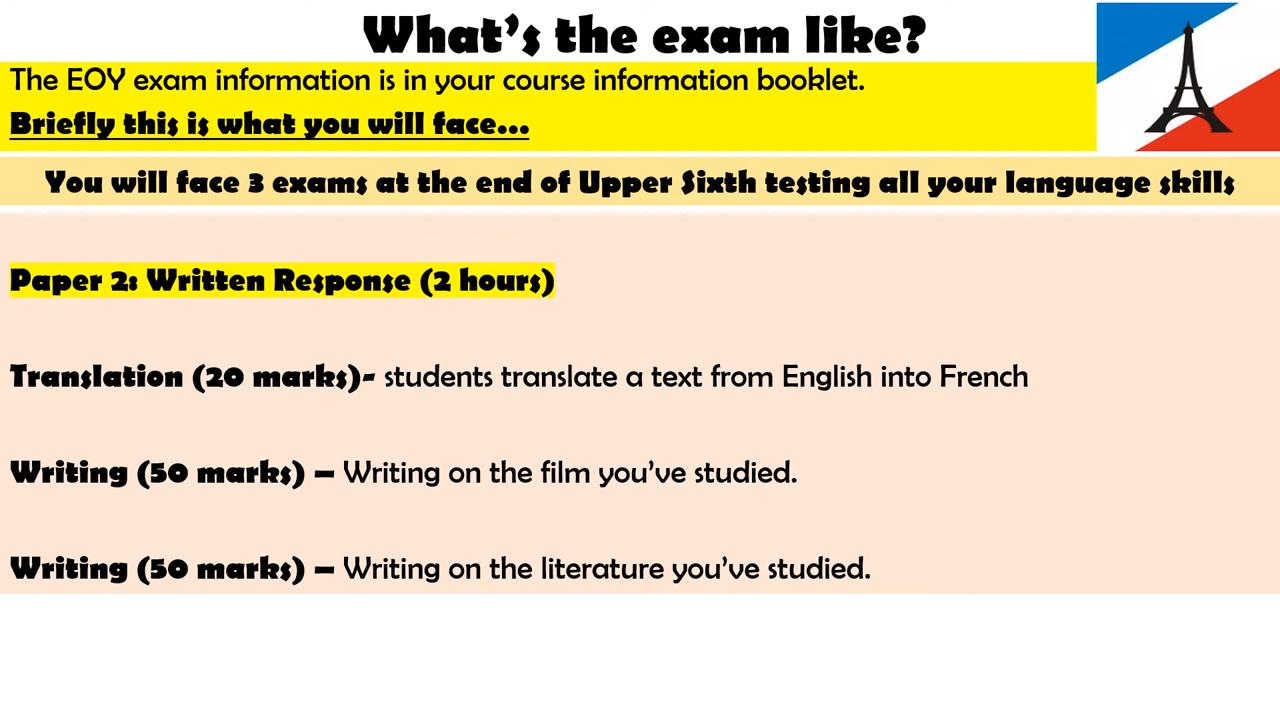 What's the exam like?
The EOY exam information is in your course information booklet.
Briefly this is what you will face...
You will face 3 exams at the end of Upper Sixth testing all your language skills
Paper 2: Written Response (2 hours)
Translation (20 marks)- students translate a text from English into French
Writing (50 marks) – Writing on the film you've studied.
Writing (50 marks) – Writing on the literature you've studied.